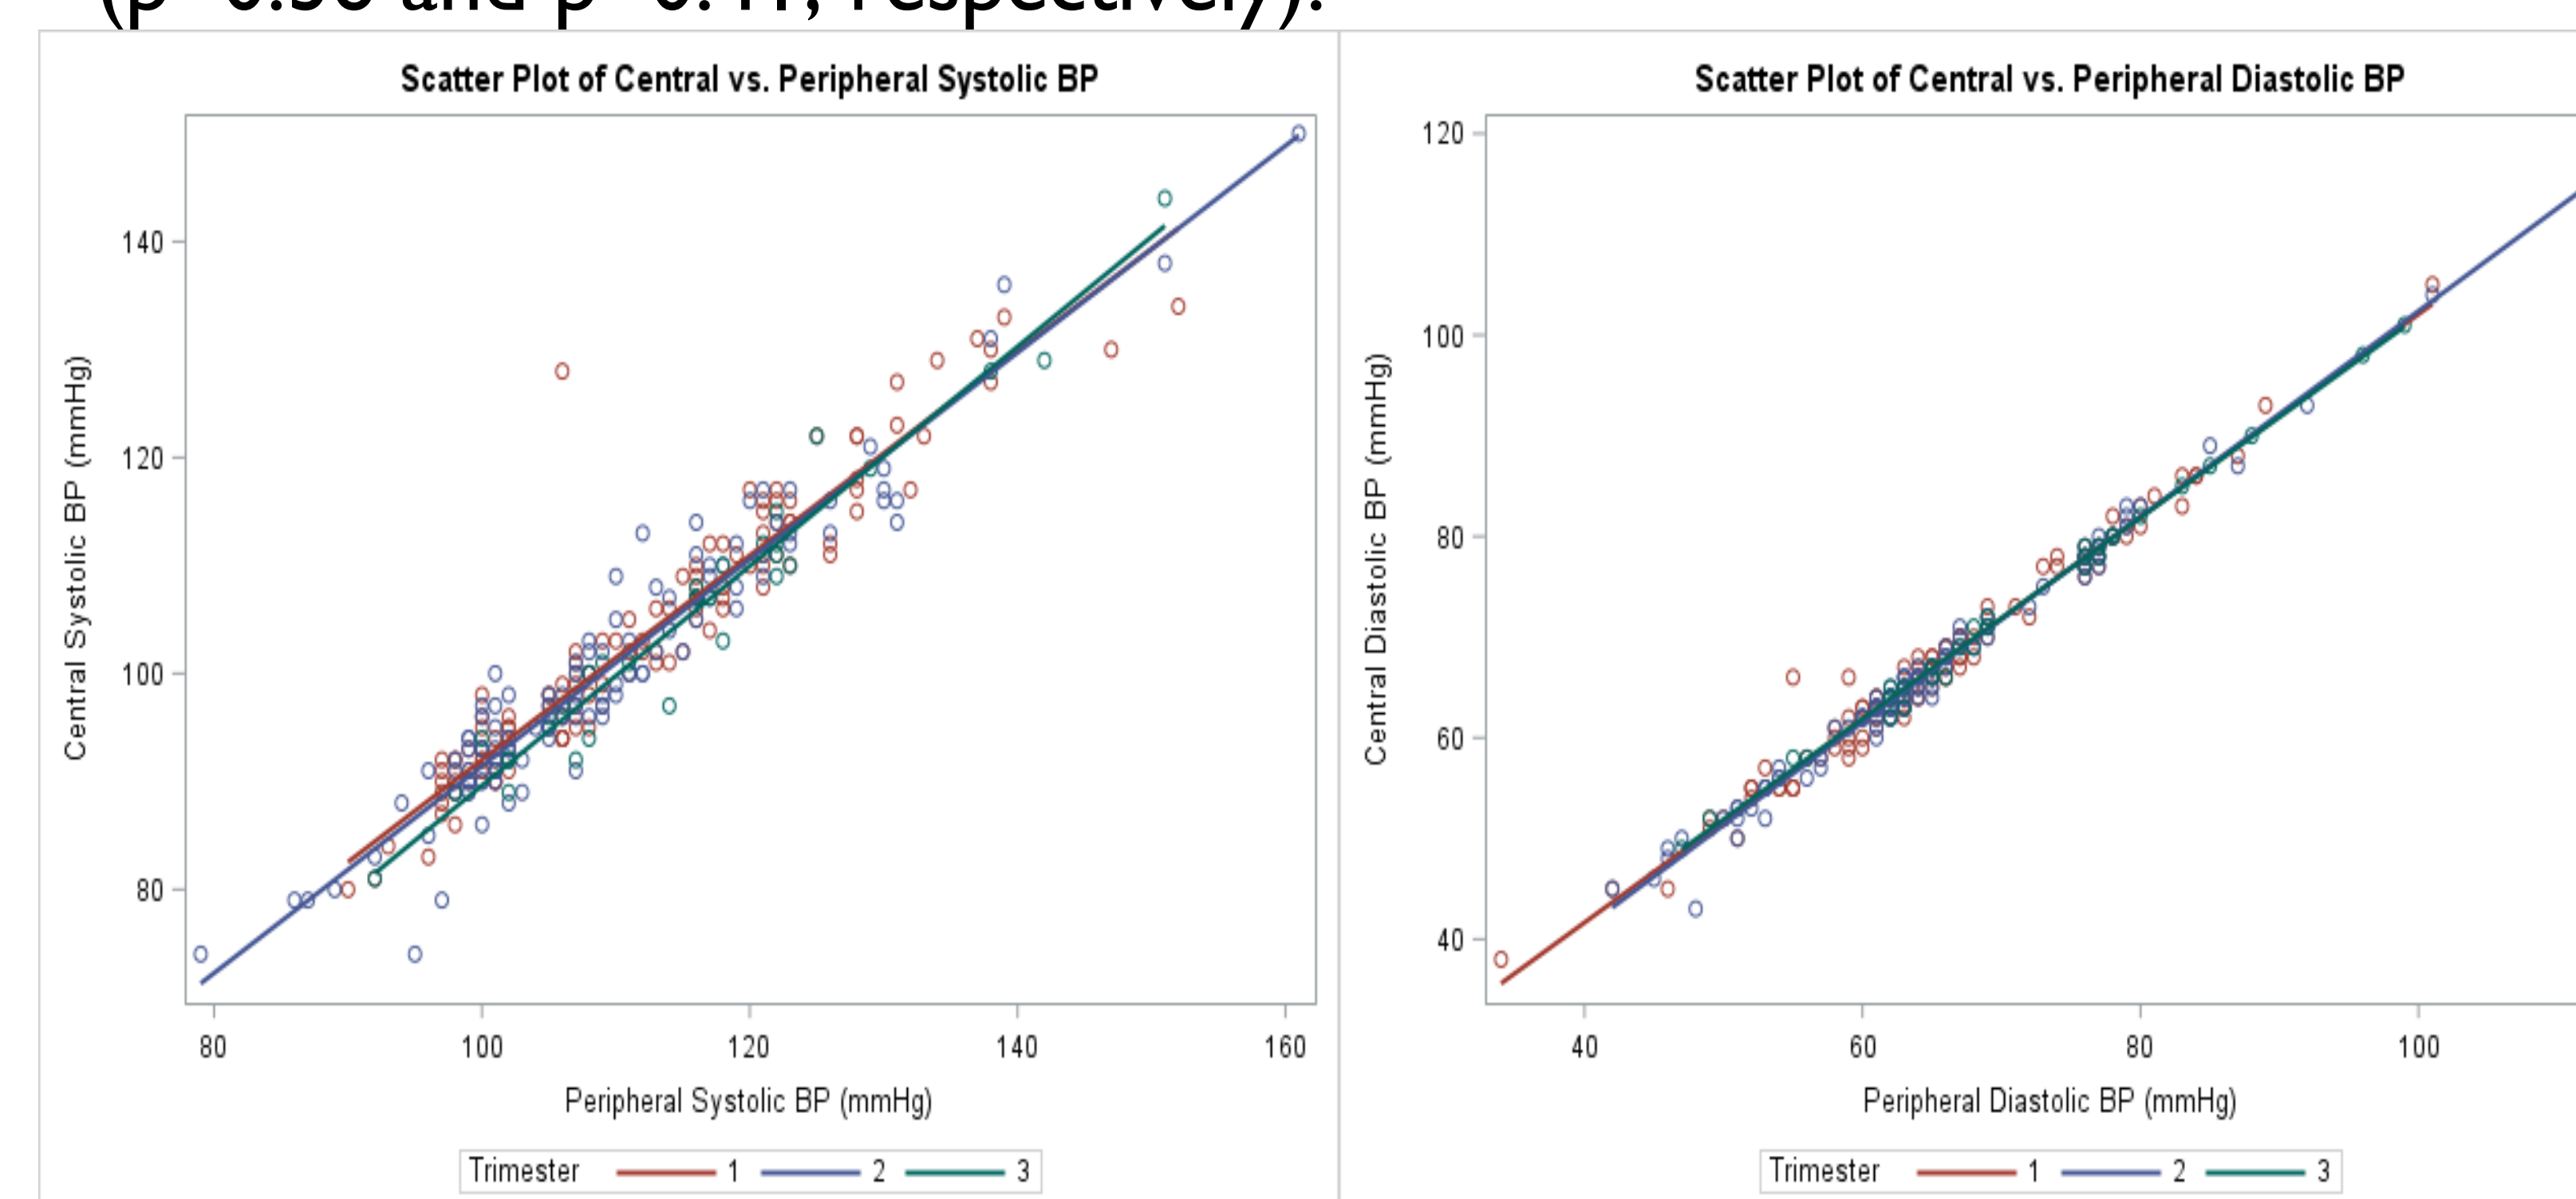 respectively).
Scatter Plot of Central vs. Peripheral Systolic BP
Central Systolic BP (mmHg)
140
120
100
80
80 100 120 140 160
Peripheral Systolic BP (mmHg)
Trimester 1 2 3
Scatter Plot of Central vs. Peripheral Diastolic BP
Central Diastolic BP (mmHg)
120
100
80
60
40
40 60 80 100
Peripheral Diastolic BP (mmHg)
Trimester 1 2 3